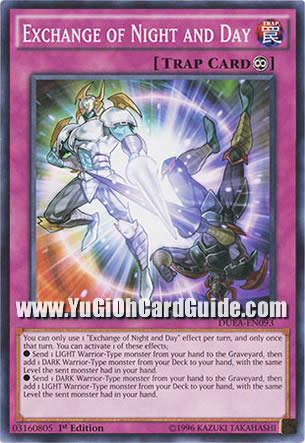 EXCHANGE OF NIGHT AND DAY
TRAP
罠
[TRAP CARD ]
www.YuGiOhCardGuide.com
DUEA-EN093
You can only use 1 "Exchange of Night and Day" effect per turn, and only once
that turn. You can activate 1 of these effects;
● Send 1 LIGHT Warrior-Type monster from your hand to the Graveyard, then
add 1 DARK Warrior-Type monster from your Deck to your hand, with the same
Level the sent monster had in your hand.
● Send 1 DARK Warrior-Type monster from your hand to the Graveyard, then
add 1 LIGHT Warrior-Type monster from your Deck to your hand, with the same
Level the sent monster had in your hand.
03160805 1st Edition ©1996 KAZUKI TAKAHASHI